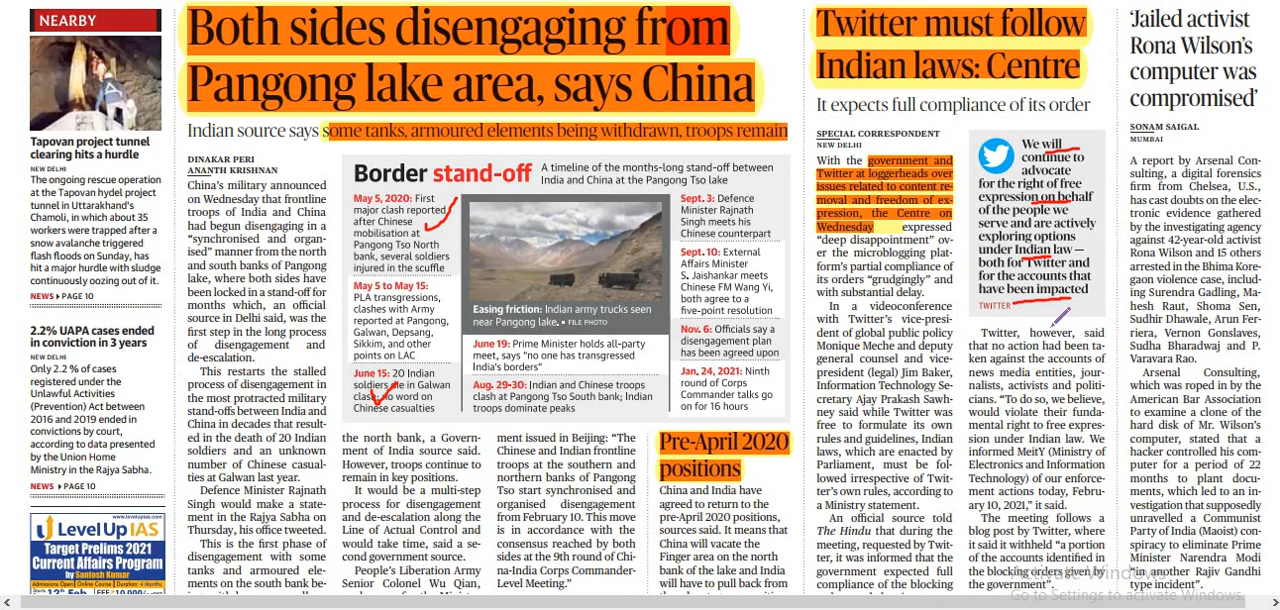 NEARBY
Tapovan project tunnel
clearing hits a hurdle
NEW DELHI
The ongoing rescue operation
at the Tapovan hydel project
tunnel in Uttarakhand's
Chamoli, in which about 35
workers were trapped after a
snow avalanche triggered
flash floods on Sunday, has
hit a major hurdle with sludge
continuously oozing out of it.
NEWS ▸ PAGE 10
2.2% UAPA cases ended
in conviction in 3 years
NEW DELHI
Only 2.2 % of cases
registered under the
Unlawful Activities
(Prevention) Act between
2016 and 2019 ended in
convictions by court,
according to data presented
by the Union Home
Ministry in the Rajya Sabha.
NEWS ▸ PAGE 10
www.levelupias.com
LevelUp IAS
Target Prelims 2021
Current Affairs Program
by Santosh Kumar
Both sides disengaging from
Pangong lake area, says China
Indian source says some tanks, armoured elements being withdrawn, troops remain
DINAKAR PERI
ANANTH KRISHNAN
China's military announced
on Wednesday that frontline
troops of India and China
had begun disengaging in a
"synchronised and organ-
ised" manner from the north
and south banks of Pangong
lake, where both sides have
been locked in a stand-off for
months which, an official
source in Delhi said, was the
first step in the long process
of disengagement and
de-escalation.
This restarts the stalled
process of disengagement in
the most protracted military
stand-offs between India and
China in decades that result-
ed in the death of 20 Indian
soldiers and an unknown
number of Chinese casual-
ties at Galwan last year.
Defence Minister Rajnath
Singh would make a state-
ment in the Rajya Sabha on
Thursday, his office tweeted.
This is the first phase of
disengagement with some
tanks and armoured ele-
ments on the south bank be-
Border stand-off
A timeline of the months-long stand-off between
India and China at the Pangong Tso lake
May 5, 2020: First
major clash reported
after Chinese
mobilisation at
Pangong Tso North
bank, several soldiers
injured in the scuffle
May 5 to May 15:
PLA transgressions,
clashes with Army
reported at Pangong,
Galwan, Depsang,
Sikkim, and other
points on LAC
June 15: 20 Indian
soldiers die in Galwan
clash; no word on
Chinese casualties
Easing friction: Indian army trucks seen
near Pangong lake. • FILE PHOTO
June 19: Prime Minister holds all-party
meet, says "no one has transgressed
India's borders"
Aug. 29-30: Indian and Chinese troops
clash at Pangong Tso South bank; Indian
troops dominate peaks
Sept. 3: Defence
Minister Rajnath
Singh meets his
Chinese counterpart
Sept. 10: External
Affairs Minister
S. Jaishankar meets
Chinese FM Wang Yi,
both agree to a
five-point resolution
Nov. 6: Officials say a
disengagement plan
has been agreed upon
Jan. 24, 2021: Ninth
round of Corps
Commander talks go
on for 16 hours
the north bank, a Govern-
ment of India source said.
However, troops continue to
remain in key positions.
It would be a multi-step
process for disengagement
and de-escalation along the
Line of Actual Control and
would take time, said a se-
cond government source.
People's Liberation Army
Senior Colonel Wu Qian,
ment issued in Beijing: "The
Chinese and Indian frontline
troops at the southern and
northern banks of Pangong
Tso start synchronised and
organised disengagement
from February 10. This move
is in accordance with the
consensus reached by both
sides at the 9th round of Chi-
na-India Corps Commander-
Level Meeting."
Pre-April 2020
positions
China and India have
agreed to return to the
pre-April 2020 positions,
sources said. It means that
China will vacate the
Finger area on the north
bank of the lake and India
will have to pull back from
Twitter must follow
Indian laws: Centre
It expects full compliance of its order
SPECIAL CORRESPONDENT
NEW DELHI
With the government and
Twitter at loggerheads over
issues related to content re-
moval and freedom of ex-
pression, the Centre on
Wednesday expressed
"deep disappointment" ov-
er the microblogging plat-
form's partial compliance of
its orders "grudgingly" and
with substantial delay.
In a videoconference
with Twitter's vice-presi-
dent of global public policy
Monique Meche and deputy
general counsel and vice-
president (legal) Jim Baker,
Information Technology Se-
cretary Ajay Prakash Sawh-
ney said while Twitter was
free to formulate its own
rules and guidelines, Indian
laws, which are enacted by
Parliament, must be fol-
lowed irrespective of Twit-
ter's own rules, according to
a Ministry statement.
An official source told
The Hindu that during the
meeting, requested by Twit-
ter, it was informed that the
government expected full
compliance of the blocking
We will
continue to
advocate
for the right of free
expression on behalf
of the people we
serve and are actively
exploring options
under Indian law —
both for Twitter and
for the accounts that
have been impacted
TWITTER
Twitter, however, said
that no action had been ta-
ken against the accounts of
news media entities, jour-
nalists, activists and politi-
cians. "To do so, we believe,
would violate their funda-
mental right to free expres-
sion under Indian law. We
informed MeitY (Ministry of
Electronics and Information
Technology) of our enforce-
ment actions today, Febru-
ary 10, 2021," it said.
The meeting follows a
blog post by Twitter, where
it said it withheld "a portion
of the accounts identified in
the blocking orders by
the government".
'Jailed activist
Rona Wilson's
computer was
compromised'
SONAM SAIGAL
MUMBAI
A report by Arsenal Con-
sulting, a digital forensics
firm from Chelsea, U.S.,
has cast doubts on the elec-
tronic evidence gathered
by the investigating agency
against 42-year-old activist
Rona Wilson and 15 others
arrested in the Bhima Kore-
gaon violence case, includ-
ing Surendra Gadling, Ma-
hesh Raut, Shoma Sen,
Sudhir Dhawale, Arun Fer-
riera, Vernon Gonslaves,
Sudha Bharadwaj and P.
Varavara Rao.
Arsenal Consulting,
which was roped in by the
American Bar Association
to examine a clone of the
hard disk of Mr. Wilson's
computer, stated that a
hacker controlled his com-
puter for a period of 22
months to plant docu-
ments, which led to an in-
vestigation that supposedly
unravelled a Communist
Party of India (Maoist) con-
spiracy to eliminate Prime
Minister Narendra Modi
"in another Rajiv Gandhi
type incident".
Activate Windows
Go to Settings to activate Windows.